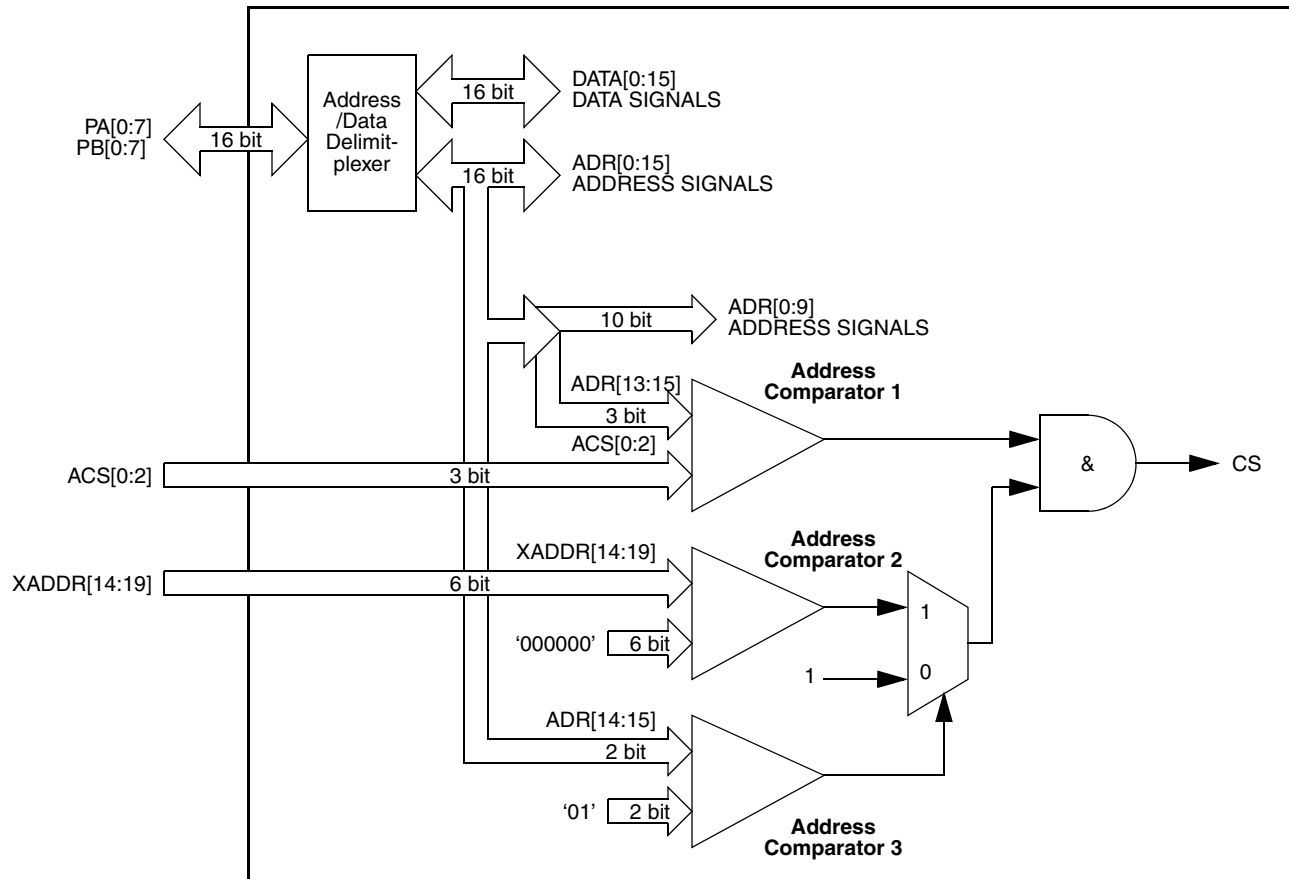 PA[0:7]
PB[0:7]
16 bit
Address
/Data
Delimit-
plexer
16 bit
DATA[0:15]
DATA SIGNALS
16 bit
ADR[0:15]
ADDRESS SIGNALS
10 bit
ADR[0:9]
ADDRESS SIGNALS
ADR[13:15]
3 bit
Address
Comparator 1
ACS[0:2]
ACS[0:2]
3 bit
&
CS
XADDR[14:19]
XADDR[14:19]
6 bit
Address
Comparator 2
'000000'
6 bit
1
0
1
ADR[14:15]
2 bit
'01'
2 bit
Address
Comparator 3